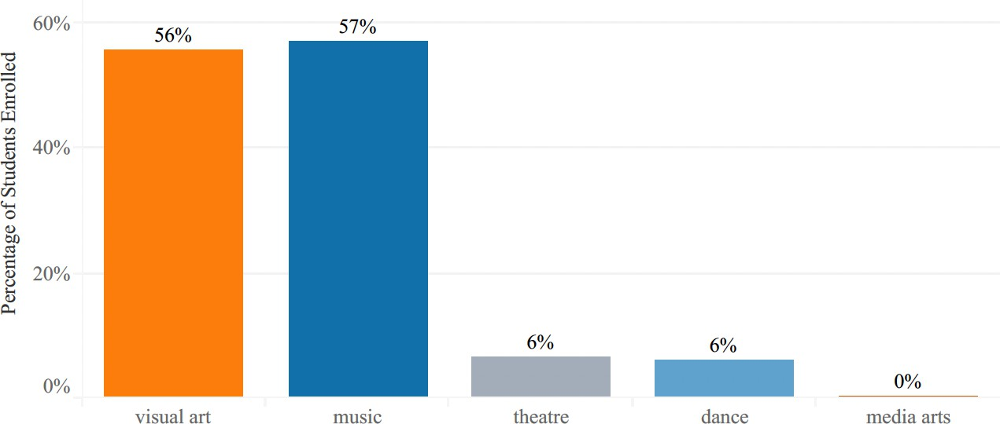 Percentage of Students Enrolled
60%
40%
20%
0%
56%
57%
6%
6%
0%
visual art
music
theatre
dance
media arts